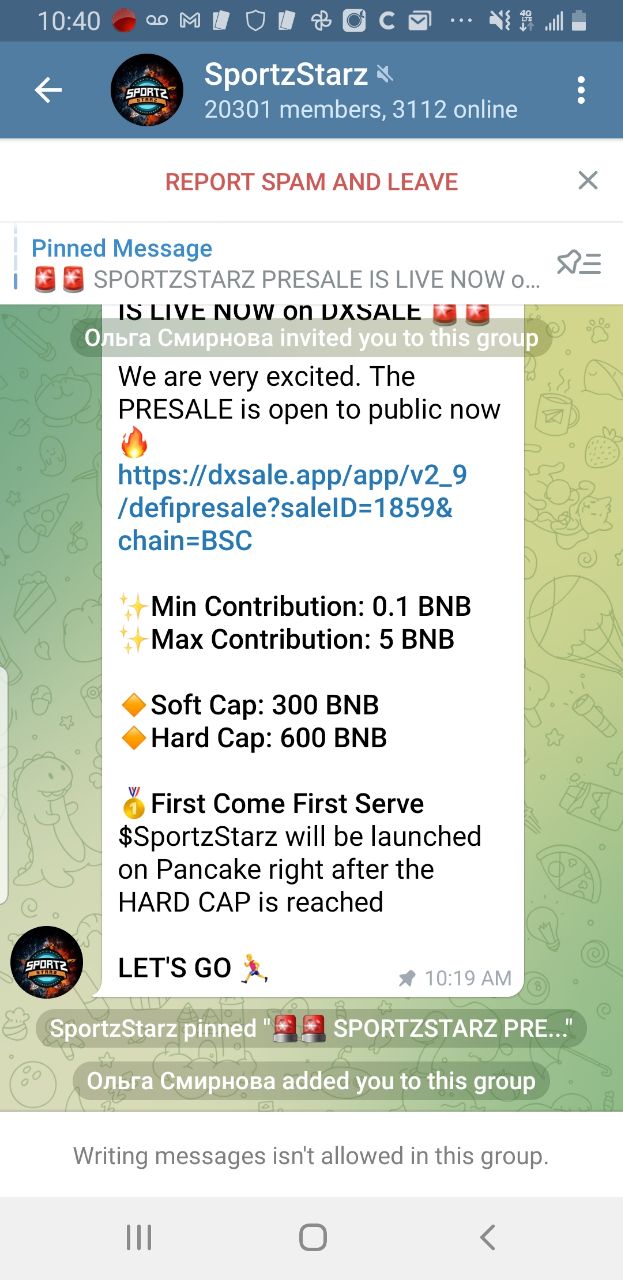 10:40
SportzStarz
20301 members, 3112 online
REPORT SPAM AND LEAVE
Pinned Message
🚨🚨 SPORTZSTARZ PRESALE IS LIVE NOW o...
IS LIVE NOW on DXSALE 🚨🚨
Ольга Смирнова invited you to this group
We are very excited. The
PRESALE is open to public now
🔥
https://dxsale.app/app/v2_9
/defipresale?saleID=1859&
chain=BSC
✨Min Contribution: 0.1 BNB
✨Max Contribution: 5 BNB
🔸Soft Cap: 300 BNB
🔸Hard Cap: 600 BNB
🏅First Come First Serve
$SportzStarz will be launched
on Pancake right after the
HARD CAP is reached
LET'S GO 🏃‍♀️
10:19 AM
SportzStarz pinned "🚨🚨 SPORTZSTARZ PRE..."
Ольга Смирнова added you to this group
Writing messages isn't allowed in this group.